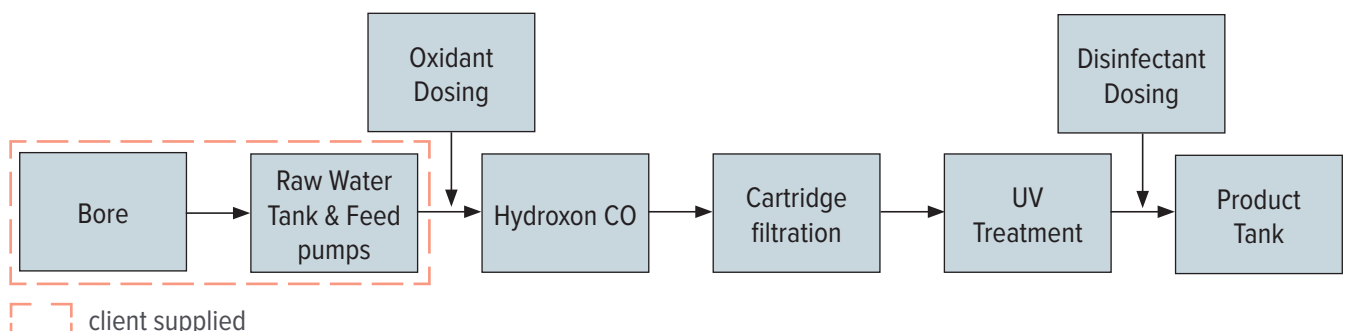 Oxidant
Dosing
Disinfectant
Dosing
Bore
Raw Water
Tank & Feed
pumps
Hydroxon CO
Cartridge
filtration
UV
Treatment
Product
Tank
client supplied